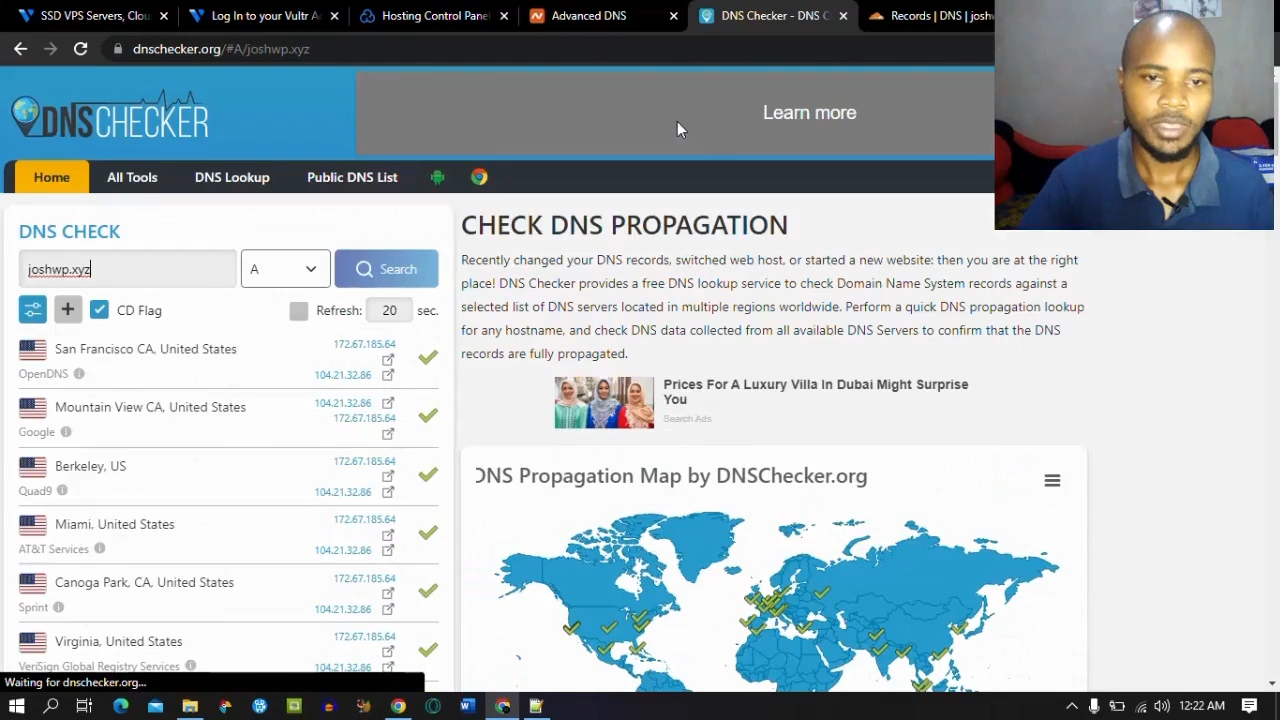 SSD VPS Servers, Clou
Log In to your Vultr A
Hosting Control Pane
Advanced DNS
DNS Checker - DNS C
Records | DNS | joshw
dnschecker.org/#A/joshwp.xyz
DNSCHECKER
Learn more
Home
All Tools
DNS Lookup
Public DNS List
DNS CHECK
joshwp.xyz
A
Search
CD Flag
Refresh:
20
sec.
San Francisco CA, United States
172.67.185.64
OpenDNS
104.21.32.86
Mountain View CA, United States
104.21.32.86
172.67.185.64
Google
Berkeley, US
172.67.185.64
Quad9
104.21.32.86
Miami, United States
172.67.185.64
AT&T Services
104.21.32.86
Canoga Park, CA, United States
172.67.185.64
Sprint
104.21.32.86
Virginia, United States
172.67.185.64
VeriSign Global Registry Services
104.21.32.86
CHECK DNS PROPAGATION
Recently changed your DNS records, switched web host, or started a new website: then you are at the right
place! DNS Checker provides a free DNS lookup service to check Domain Name System records against a
selected list of DNS servers located in multiple regions worldwide. Perform a quick DNS propagation lookup
for any hostname, and check DNS data collected from all available DNS Servers to confirm that the DNS
records are fully propagated.
Prices For A Luxury Villa In Dubai Might Surprise
You
Search Ads
DNS Propagation Map by DNSChecker.org
Waiting for dnschecker.org...
12:22 AM